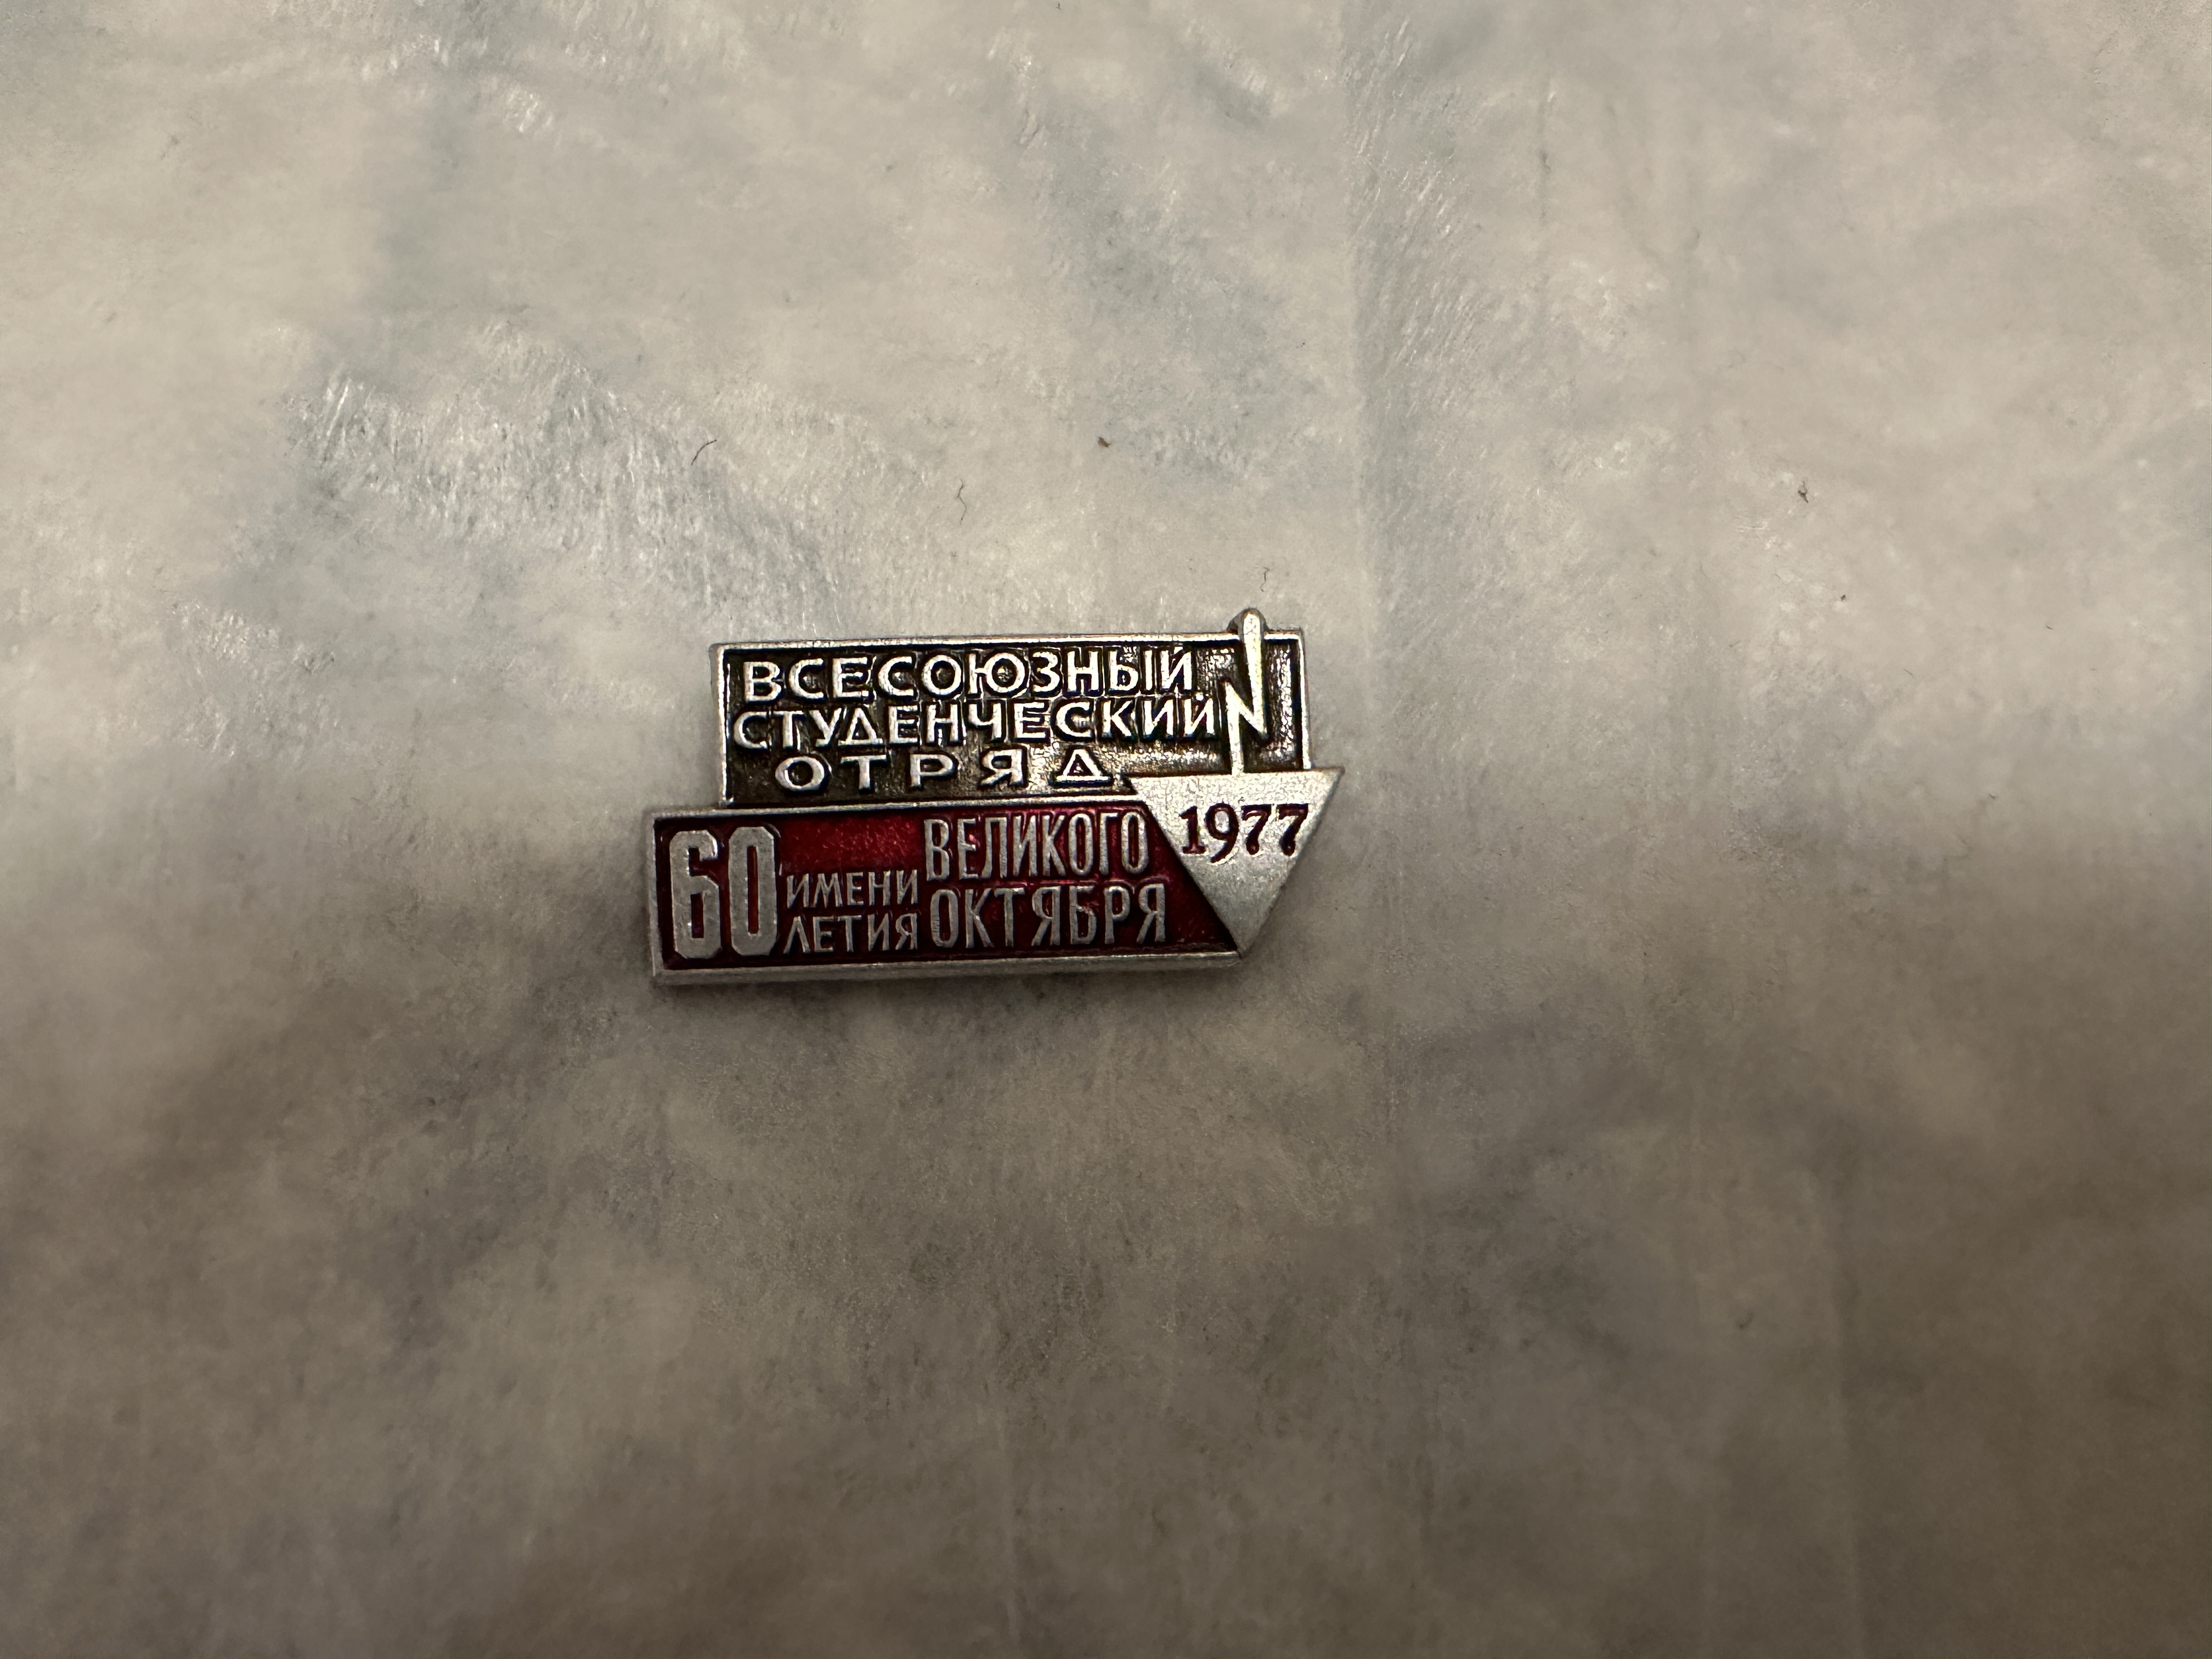 ВСЕСОЮЗНЫЙ
СТУДЕНЧЕСКИЙ
ОТРЯД
1977
60 ИМЕНИ ВЕЛИКОГО
ЛЕТИЯ ОКТЯБРЯ